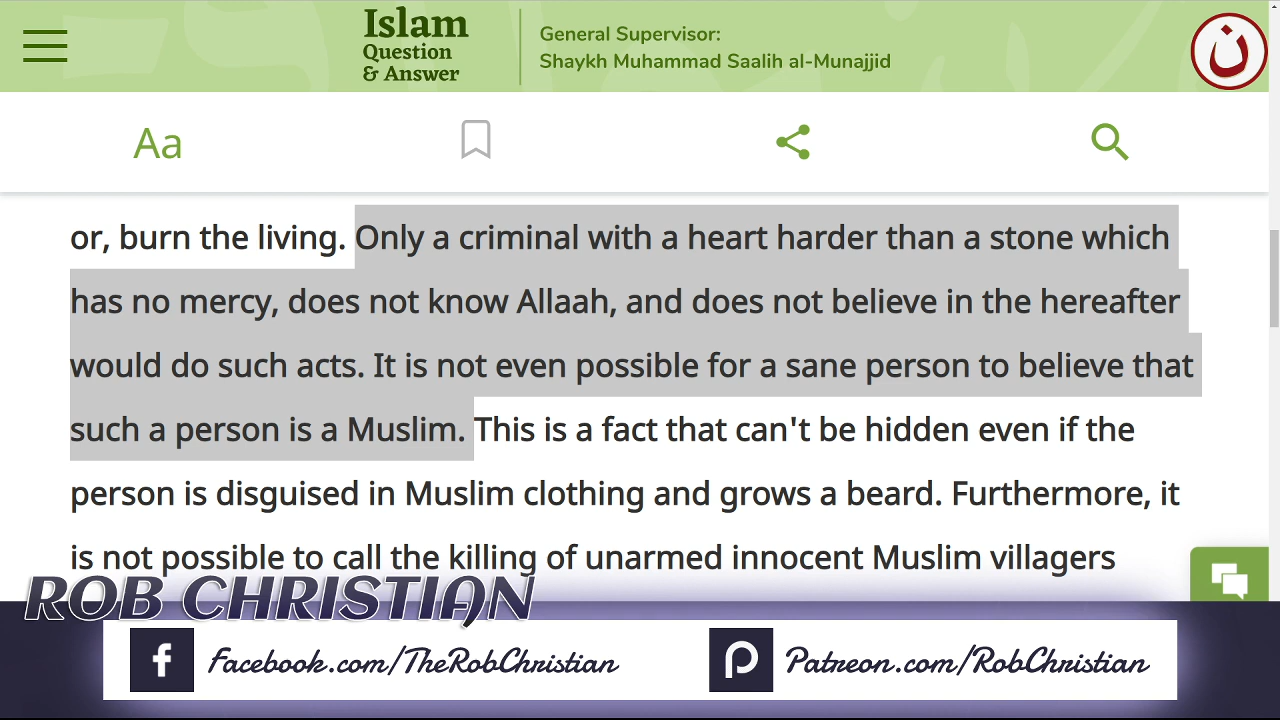 Islam
Question
& Answer
General Supervisor:
Shaykh Muhammad Saalih al-Munajjid
ن
Aa
or, burn the living. Only a criminal with a heart harder than a stone which
has no mercy, does not know Allaah, and does not believe in the hereafter
would do such acts. It is not even possible for a sane person to believe that
such a person is a Muslim. This is a fact that can't be hidden even if the
person is disguised in Muslim clothing and grows a beard. Furthermore, it
is not possible to call the killing of unarmed innocent Muslim villagers
ROB CHRISTIAN
Facebook.com/TheRobChristian
Patreon.com/RobChristian